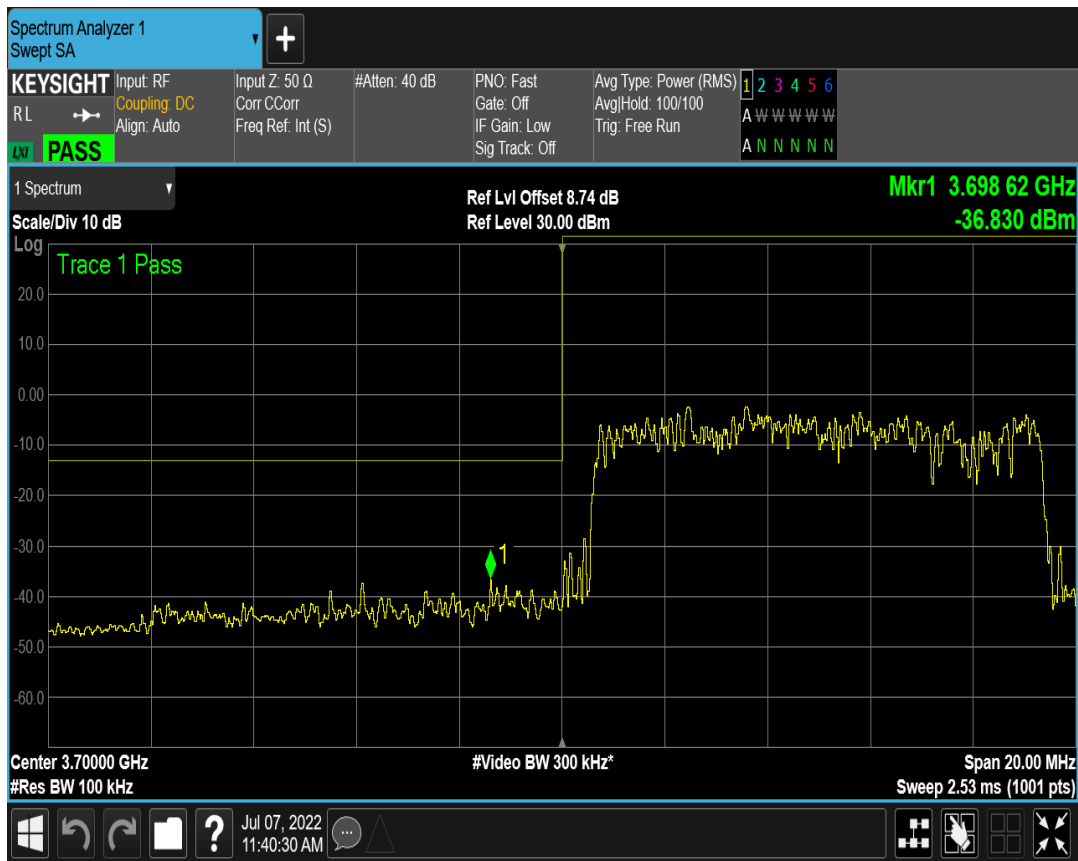 Spectrum Analyzer 1
Swept SA
+
KEYSIGHT
RL
LXI PASS
Input: RF
Coupling: DC
Align: Auto
Input Z: 50 Ω
Corr CCorr
Freq Ref: Int (S)
#Atten: 40 dB
PNO: Fast
Gate: Off
IF Gain: Low
Sig Track: Off
Avg Type: Power (RMS)
Avg|Hold: 100/100
Trig: Free Run
1 2 3 4 5 6
A W W W W W
A N N N N N
1 Spectrum
Scale/Div 10 dB
Ref Lvl Offset 8.74 dB
Ref Level 30.00 dBm
Mkr1 3.698 62 GHz
-36.830 dBm
Log
Trace 1 Pass
20.0
10.0
0.00
-10.0
-20.0
-30.0
1
-40.0
-50.0
-60.0
Center 3.70000 GHz
#Res BW 100 kHz
#Video BW 300 kHz*
Span 20.00 MHz
Sweep 2.53 ms (1001 pts)
?
Jul 07, 2022
11:40:30 AM